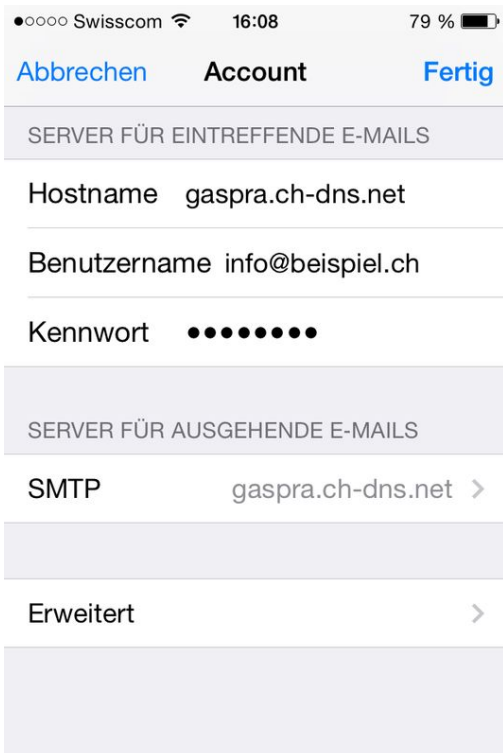 Swisscom 16:08 79 %
Abbrechen Account Fertig
SERVER FÜR EINTREFFENDE E-MAILS
Hostname gaspra.ch-dns.net
Benutzername info@beispiel.ch
Kennwort ●●●●●●●●
SERVER FÜR AUSGEHENDE E-MAILS
SMTP gaspra.ch-dns.net
Erweitert